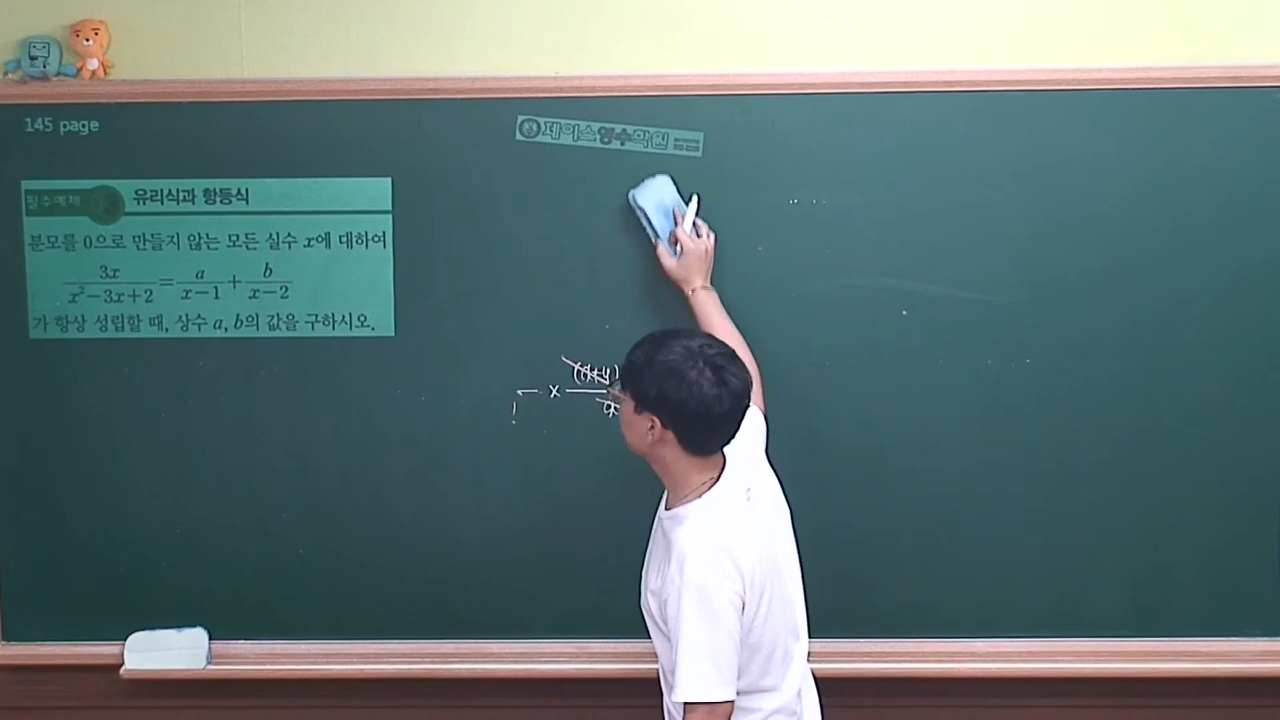 145 page
제이스영수학원
필수예제
유리식과 항등식
분모를 0으로 만들지 않는 모든 실수 x에 대하여
3x / x²-3x+2 = a / x-1 + b / x-2
가 항상 성립할 때, 상수 a, b의 값을 구하시오.